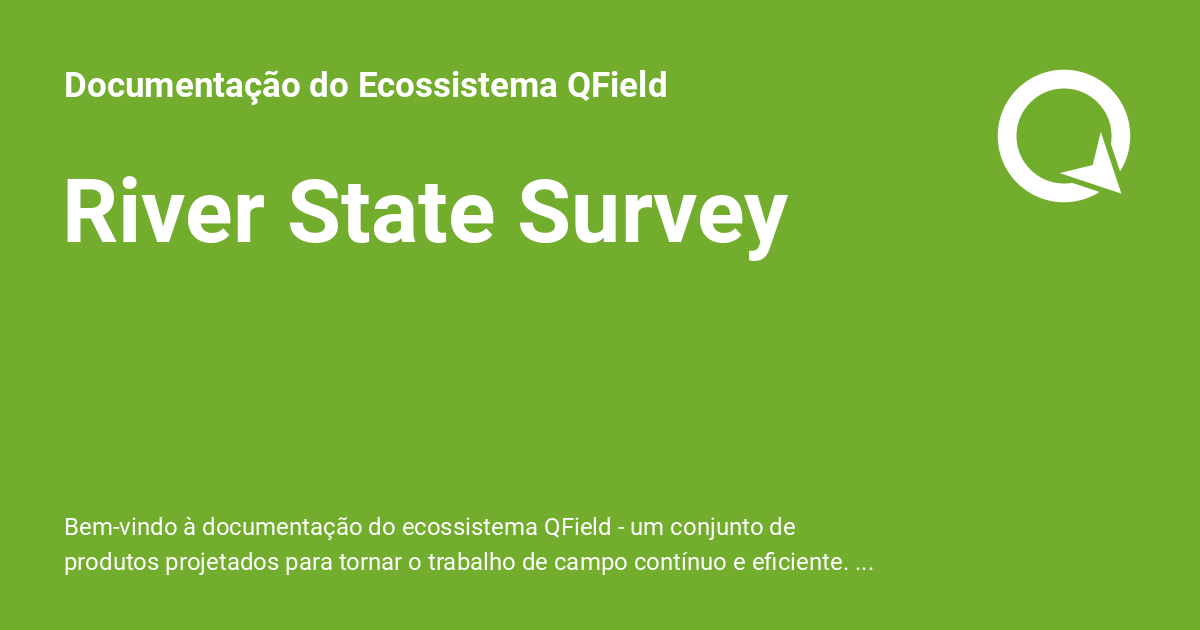 Documentação do Ecossistema QField
River State Survey
Bem-vindo à documentação do ecossistema QField - um conjunto de
produtos projetados para tornar o trabalho de campo contínuo e eficiente. ...